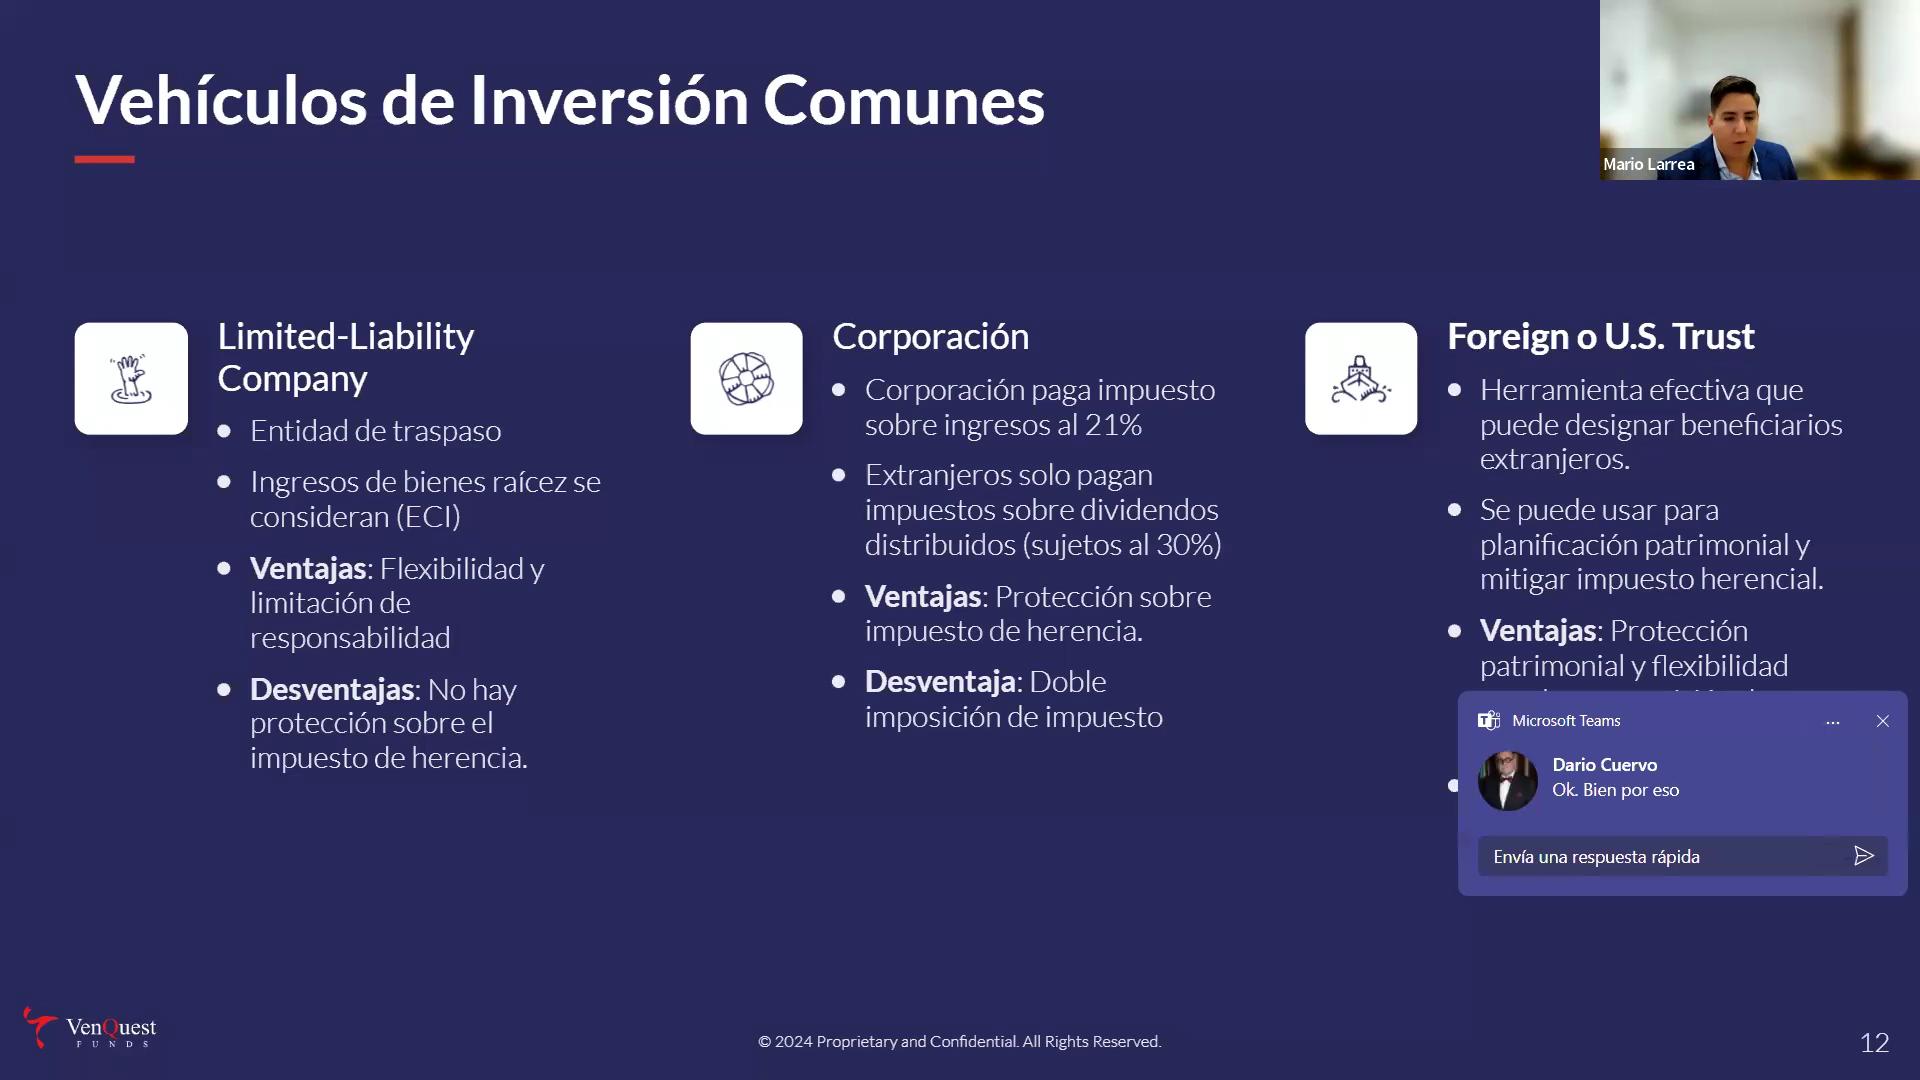 Vehículos de Inversión Comunes
Mario Larrea
Limited-Liability
Company
Entidad de traspaso
Ingresos de bienes raícez se
consideran (ECI)
Ventajas: Flexibilidad y
limitación de
responsabilidad
Desventajas: No hay
protección sobre el
impuesto de herencia.
Corporación
Corporación paga impuesto
sobre ingresos al 21%
Extranjeros solo pagan
impuestos sobre dividendos
distribuidos (sujetos al 30%)
Ventajas: Protección sobre
impuesto de herencia.
Desventaja: Doble
imposición de impuesto
Foreign o U.S. Trust
Herramienta efectiva que
puede designar beneficiarios
extranjeros.
Se puede usar para
planificación patrimonial y
mitigar impuesto herencial.
Ventajas: Protección
patrimonial y flexibilidad
Microsoft Teams
Dario Cuervo
Ok. Bien por eso
Envía una respuesta rápida
VenQuest
FUNDS
© 2024 Proprietary and Confidential. All Rights Reserved.
12